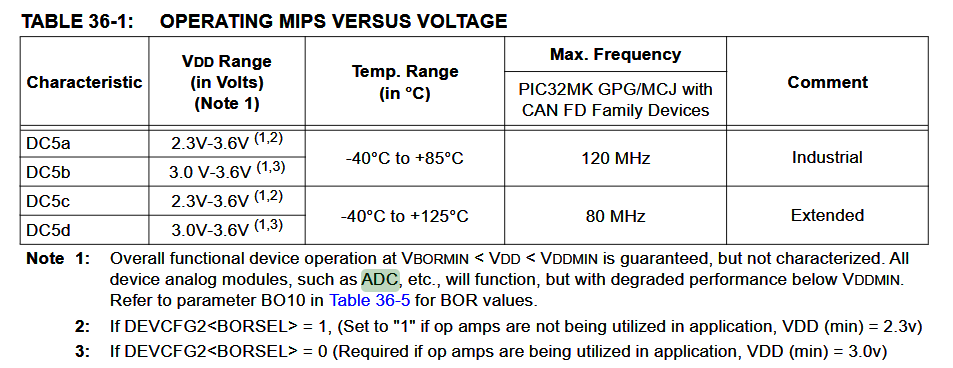 TABLE 36-1: OPERATING MIPS VERSUS VOLTAGE
Characteristic
VDD Range
(in Volts)
(Note 1)
Temp. Range
(in °C)
Max. Frequency
PIC32MK GPG/MCJ with
CAN FD Family Devices
Comment
DC5a
2.3V-3.6V (1,2)
-40°C to +85°C
120 MHz
Industrial
DC5b
3.0 V-3.6V (1,3)
DC5c
2.3V-3.6V (1,2)
-40°C to +125°C
80 MHz
Extended
DC5d
3.0V-3.6V (1,3)
Note 1: Overall functional device operation at VBORMIN < VDD < VDDMIN is guaranteed, but not characterized. All
device analog modules, such as ADC, etc., will function, but with degraded performance below VDDMIN.
Refer to parameter BO10 in Table 36-5 for BOR values.
2: If DEVCFG2<BORSEL> = 1, (Set to "1" if op amps are not being utilized in application, VDD (min) = 2.3v)
3: If DEVCFG2<BORSEL> = 0 (Required if op amps are being utilized in application, VDD (min) = 3.0v)